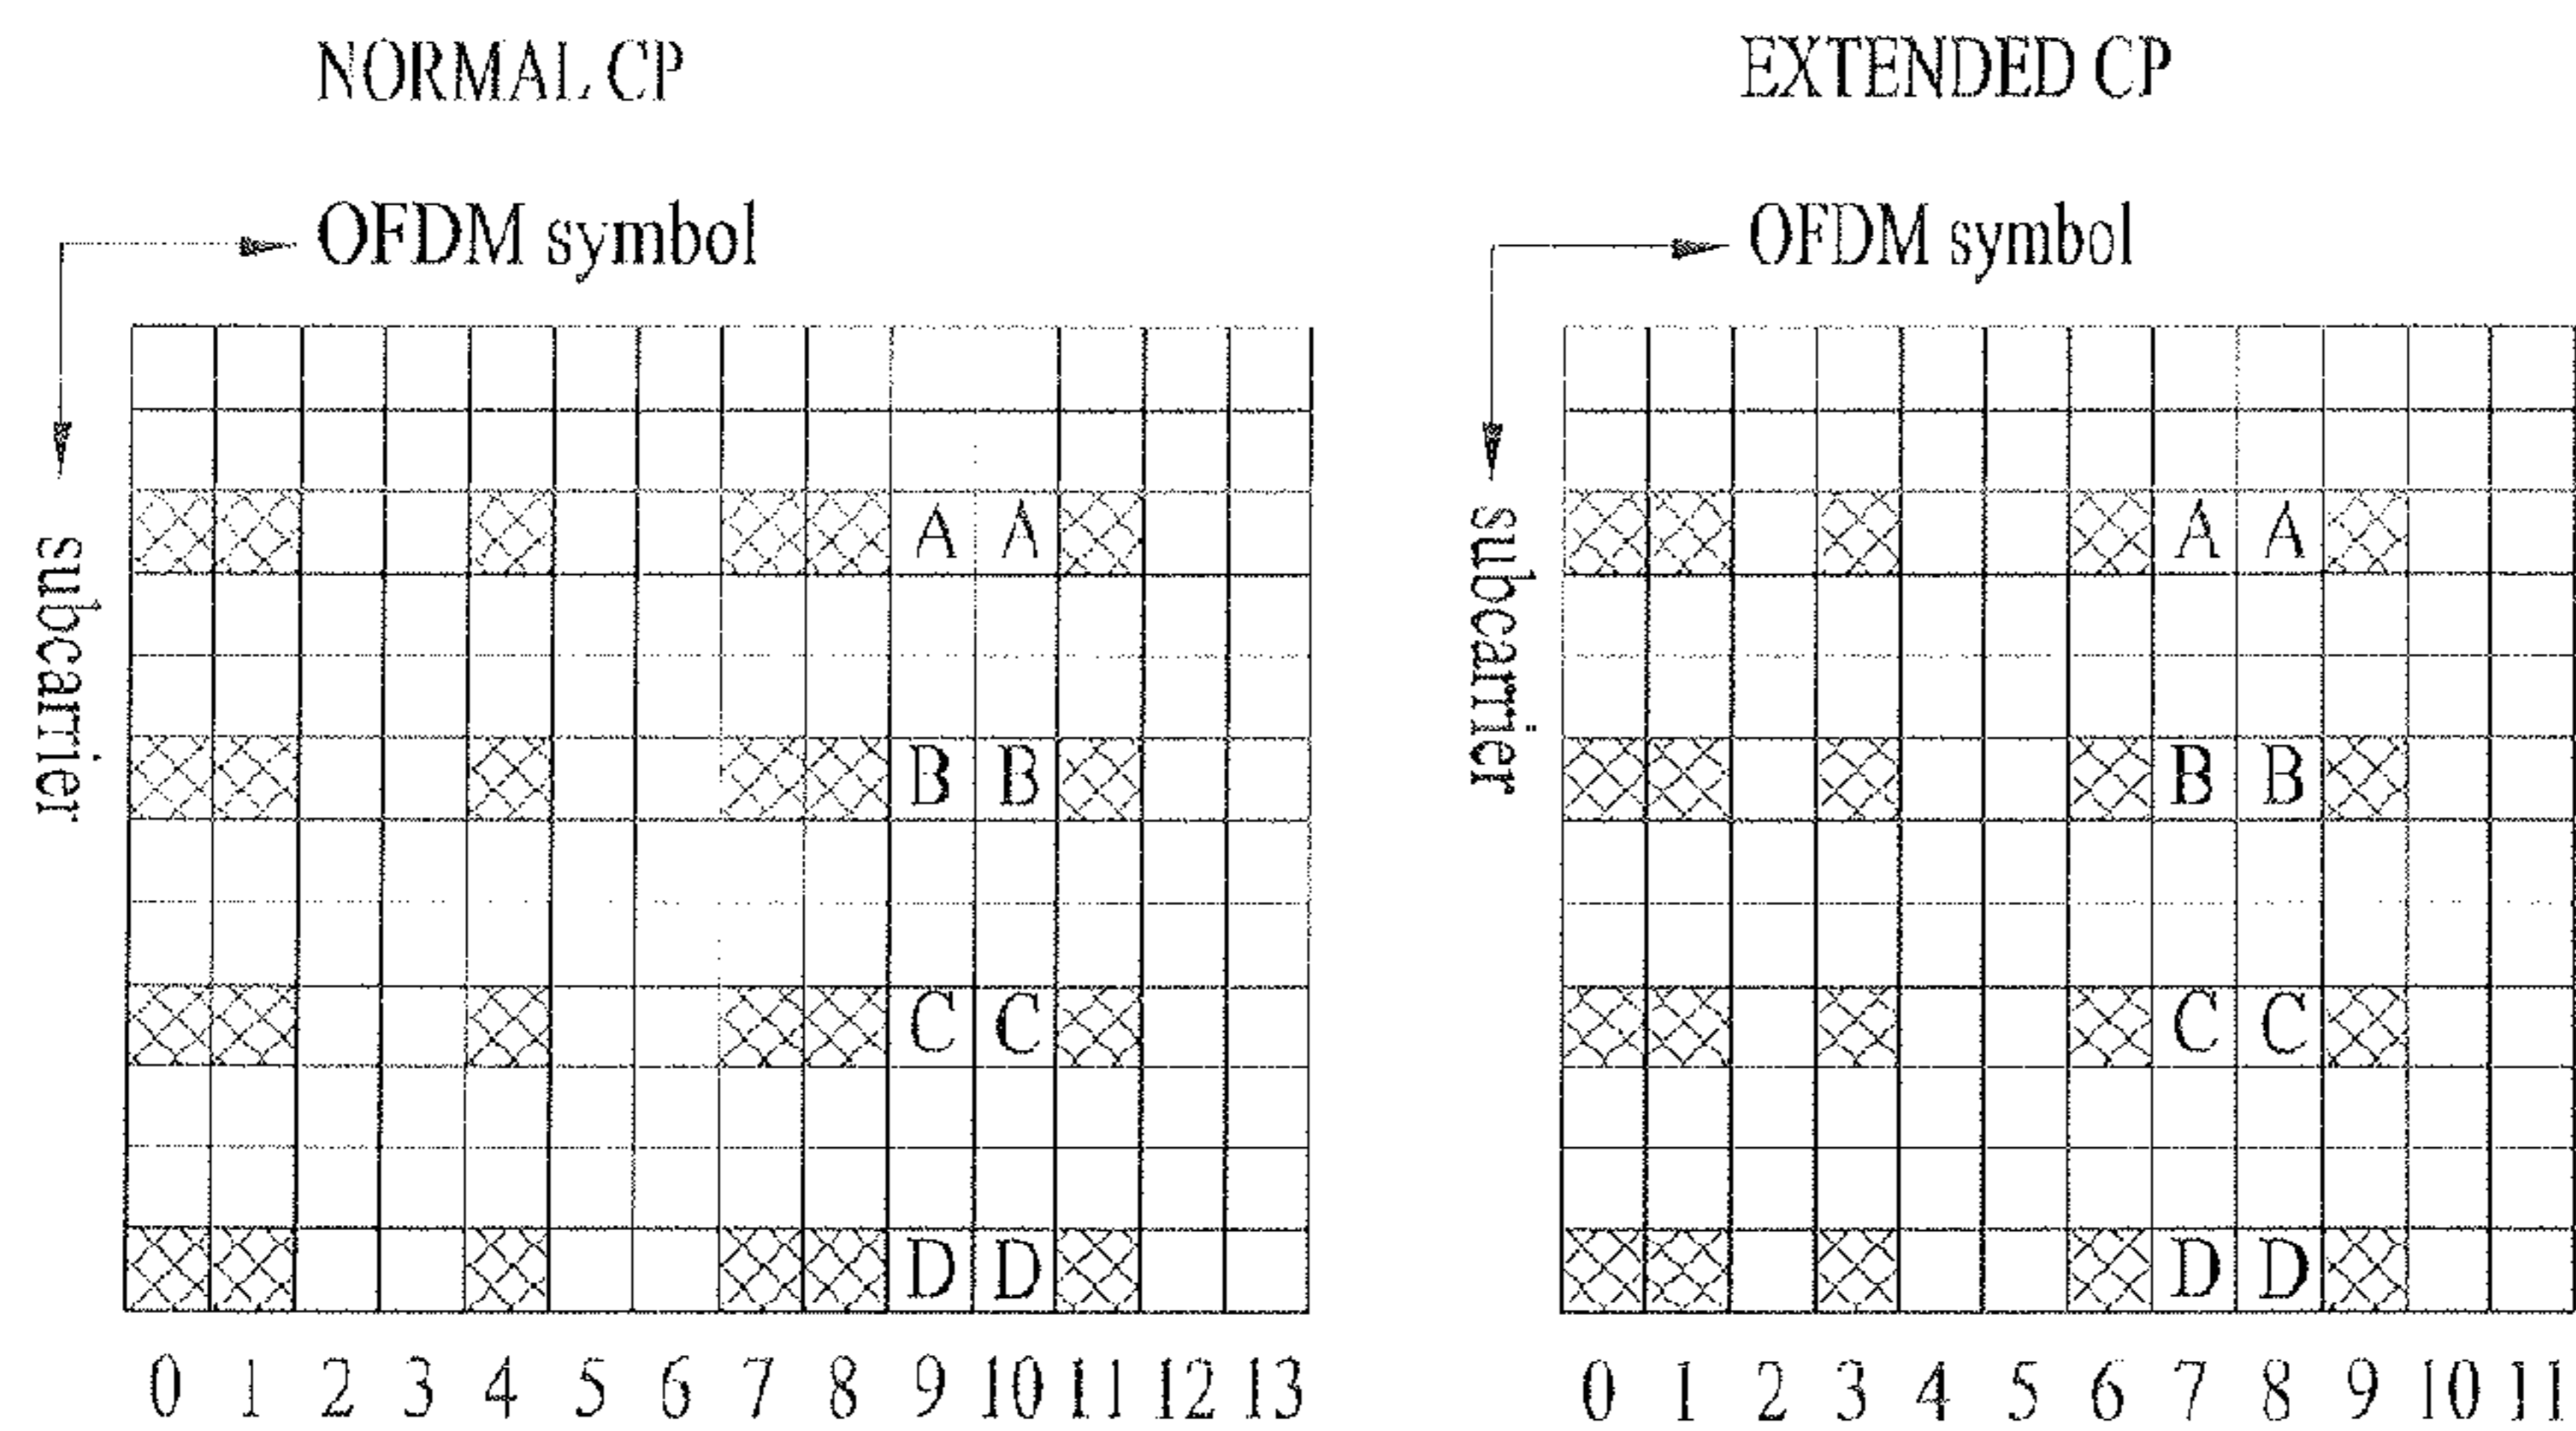 NORMAL CP
OFDM symbol
subcarrier
A A
B B
C C
D D
0 1 2 3 4 5 6 7 8 9 10 11 12 13
EXTENDED CP
OFDM symbol
subcarrier
A A
B B
C C
D D
0 1 2 3 4 5 6 7 8 9 10 11